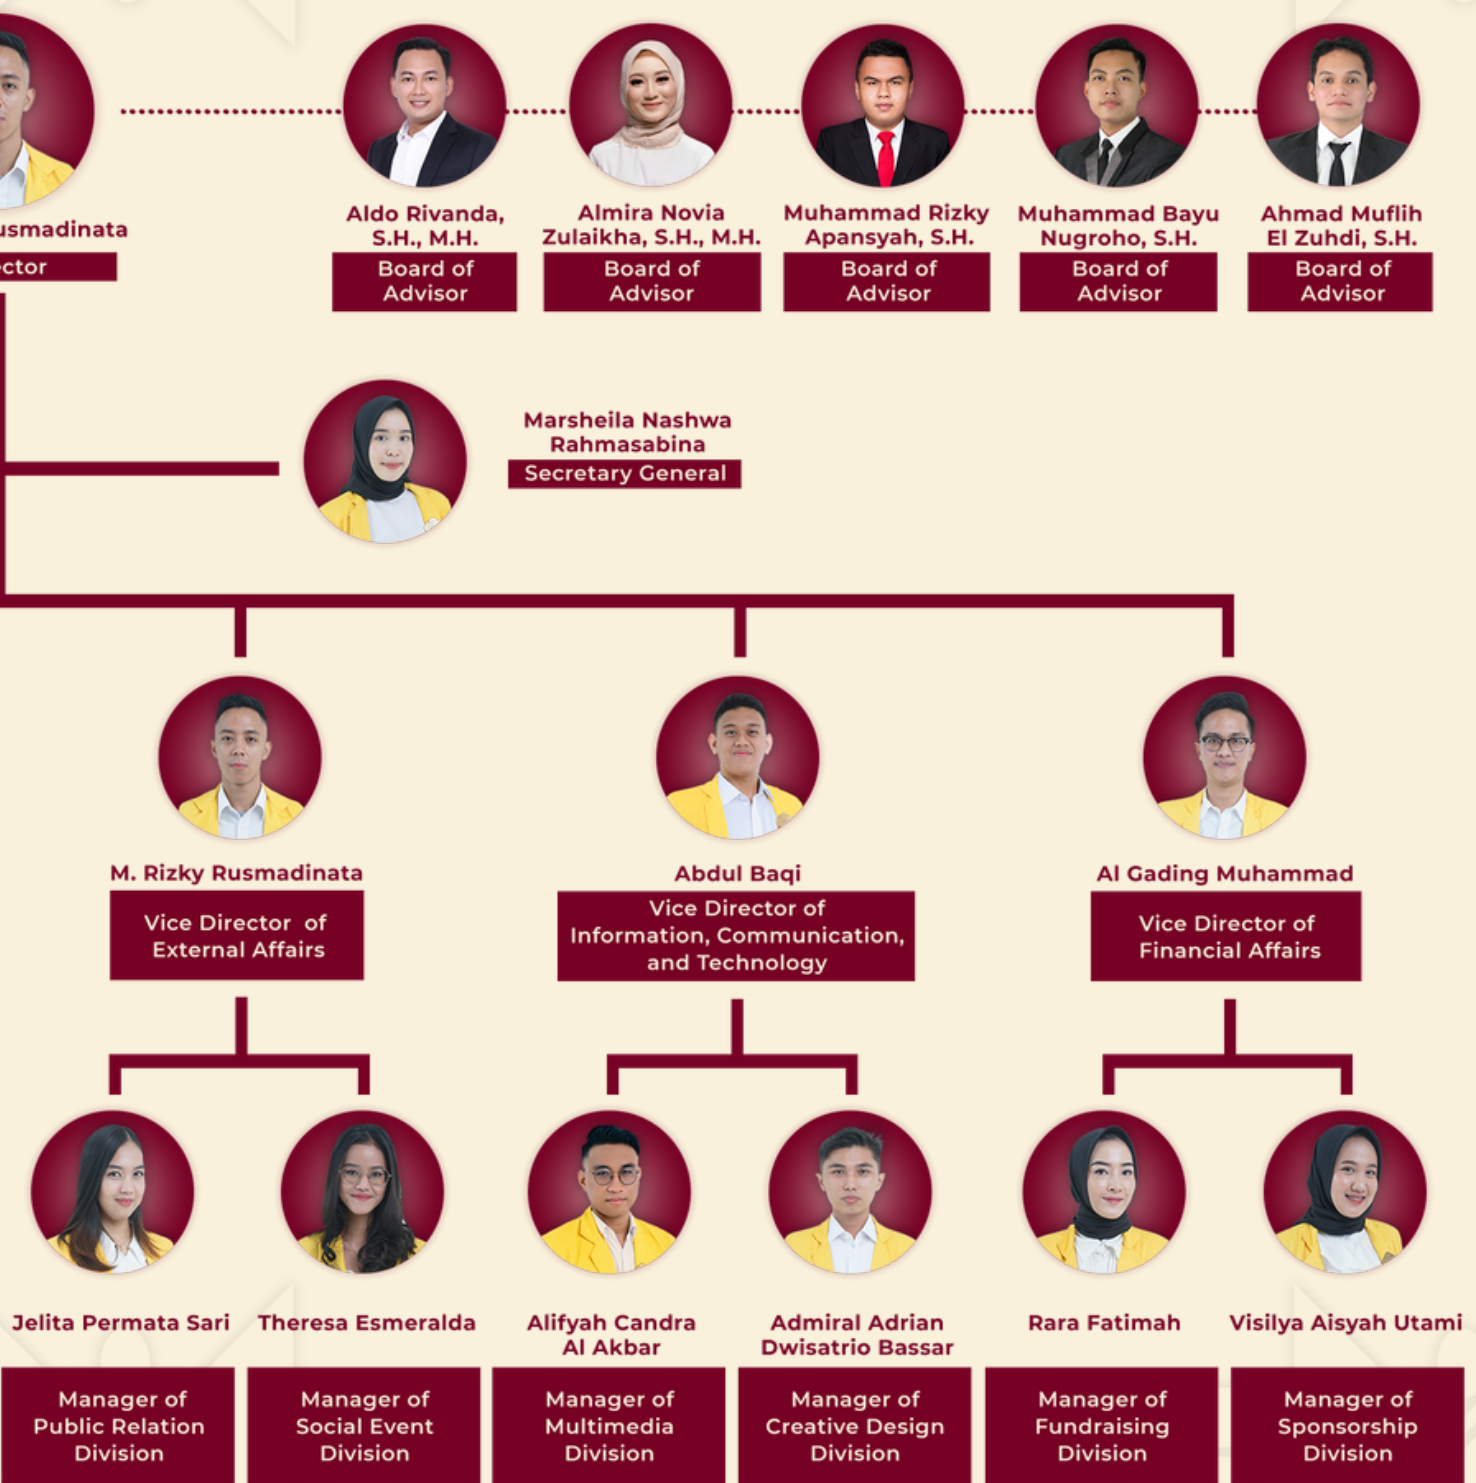 usmadinata
ctor
Aldo Rivanda,
S.H., M.H.
Board of
Advisor
Almira Novia
Zulaikha, S.H., M.H.
Board of
Advisor
Muhammad Rizky
Apansyah, S.H.
Board of
Advisor
Muhammad Bayu
Nugroho, S.H.
Board of
Advisor
Ahmad Muflih
El Zuhdi, S.H.
Board of
Advisor
Marsheila Nashwa
Rahmasabina
Secretary General
M. Rizky Rusmadinata
Vice Director of
External Affairs
Abdul Baqi
Vice Director of
Information, Communication,
and Technology
Al Gading Muhammad
Vice Director of
Financial Affairs
Jelita Permata Sari
Manager of
Public Relation
Division
Theresa Esmeralda
Manager of
Social Event
Division
Alifyah Candra
Al Akbar
Manager of
Multimedia
Division
Admiral Adrian
Dwisatrio Bassar
Manager of
Creative Design
Division
Rara Fatimah
Manager of
Fundraising
Division
Visilya Aisyah Utami
Manager of
Sponsorship
Division